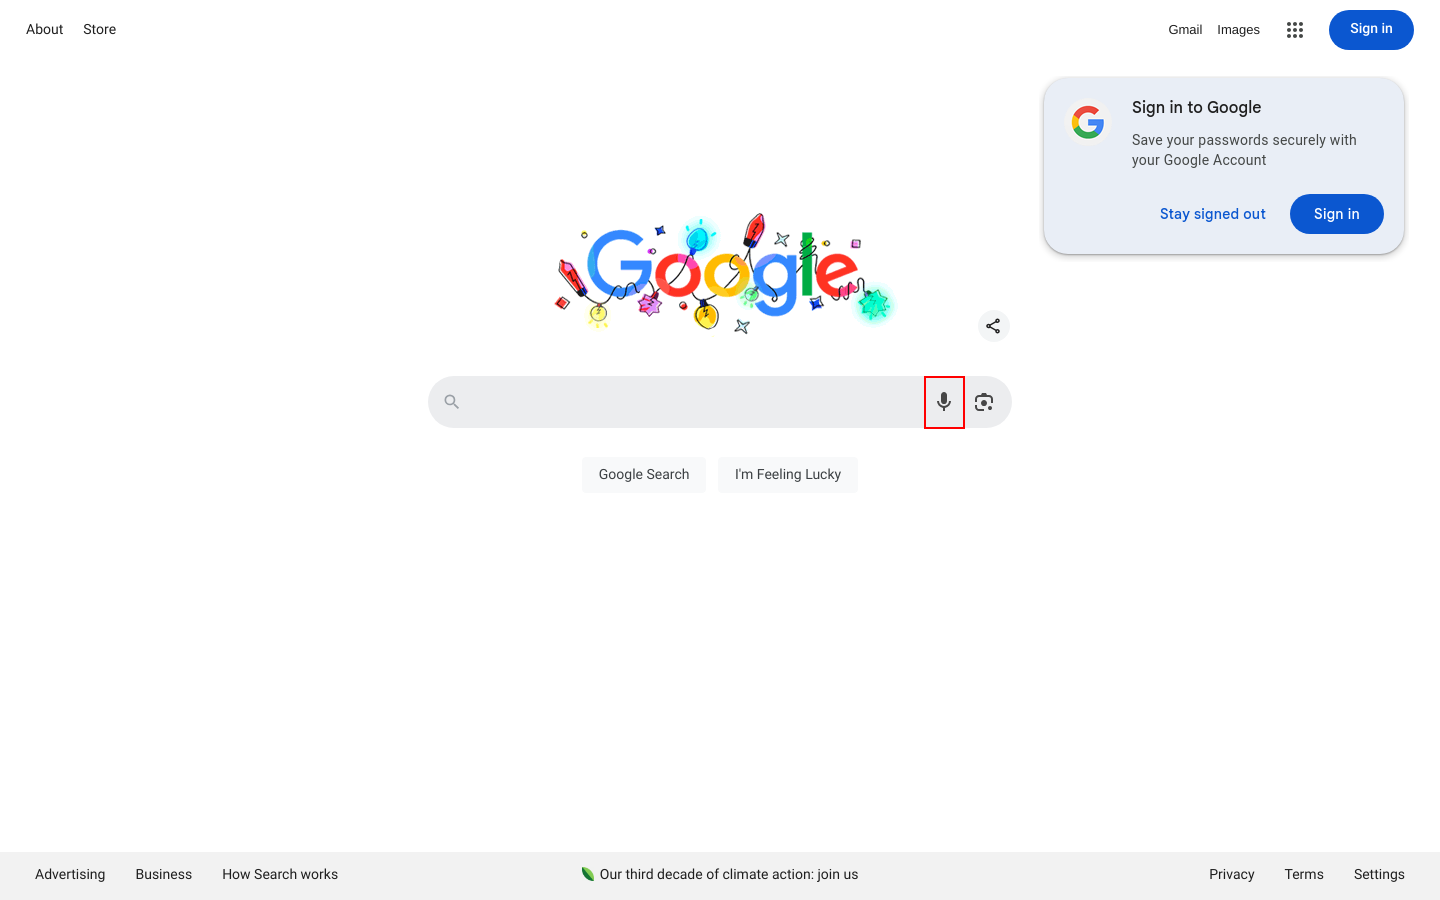 About Store Gmail Images Sign in
Sign in to Google
Save your passwords securely with
your Google Account
Stay signed out Sign in
Google
Google Search I'm Feeling Lucky
Advertising Business How Search works Our third decade of climate action: join us Privacy Terms Settings